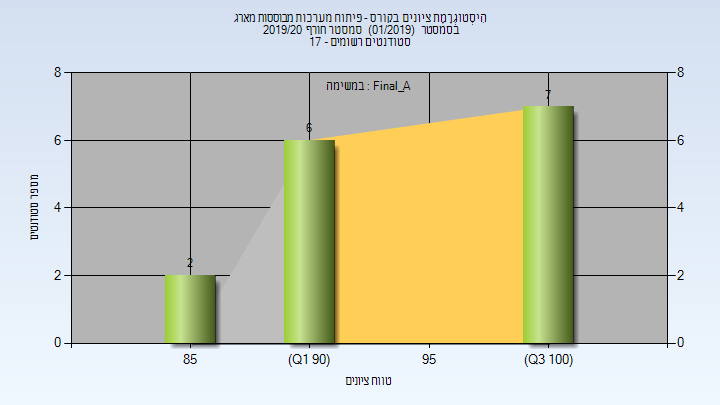 היסטוגרמת ציונים בקורס - פיתוח מערכות מבוססות מארג
בסמסטר (01/2019) סמסטר חורף 2019/20
סטודנטים רשומים - 17
במשימה : Final_A
8 8
7
6 6
6
מספר סטודנטים
4 4
2
2 2
0 0
85 (Q1 90) 95 (Q3 100)
טווח ציונים